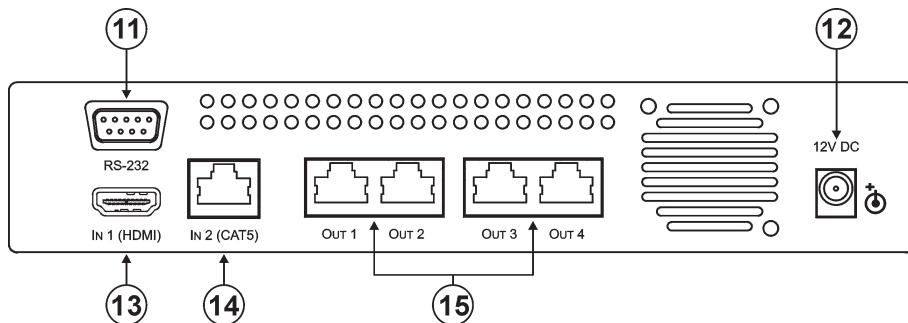 11
12
12V DC
RS-232
IN 1 (HDMI)
IN 2 (CAT5)
OUT 1
OUT 2
OUT 3
OUT 4
13
14
15